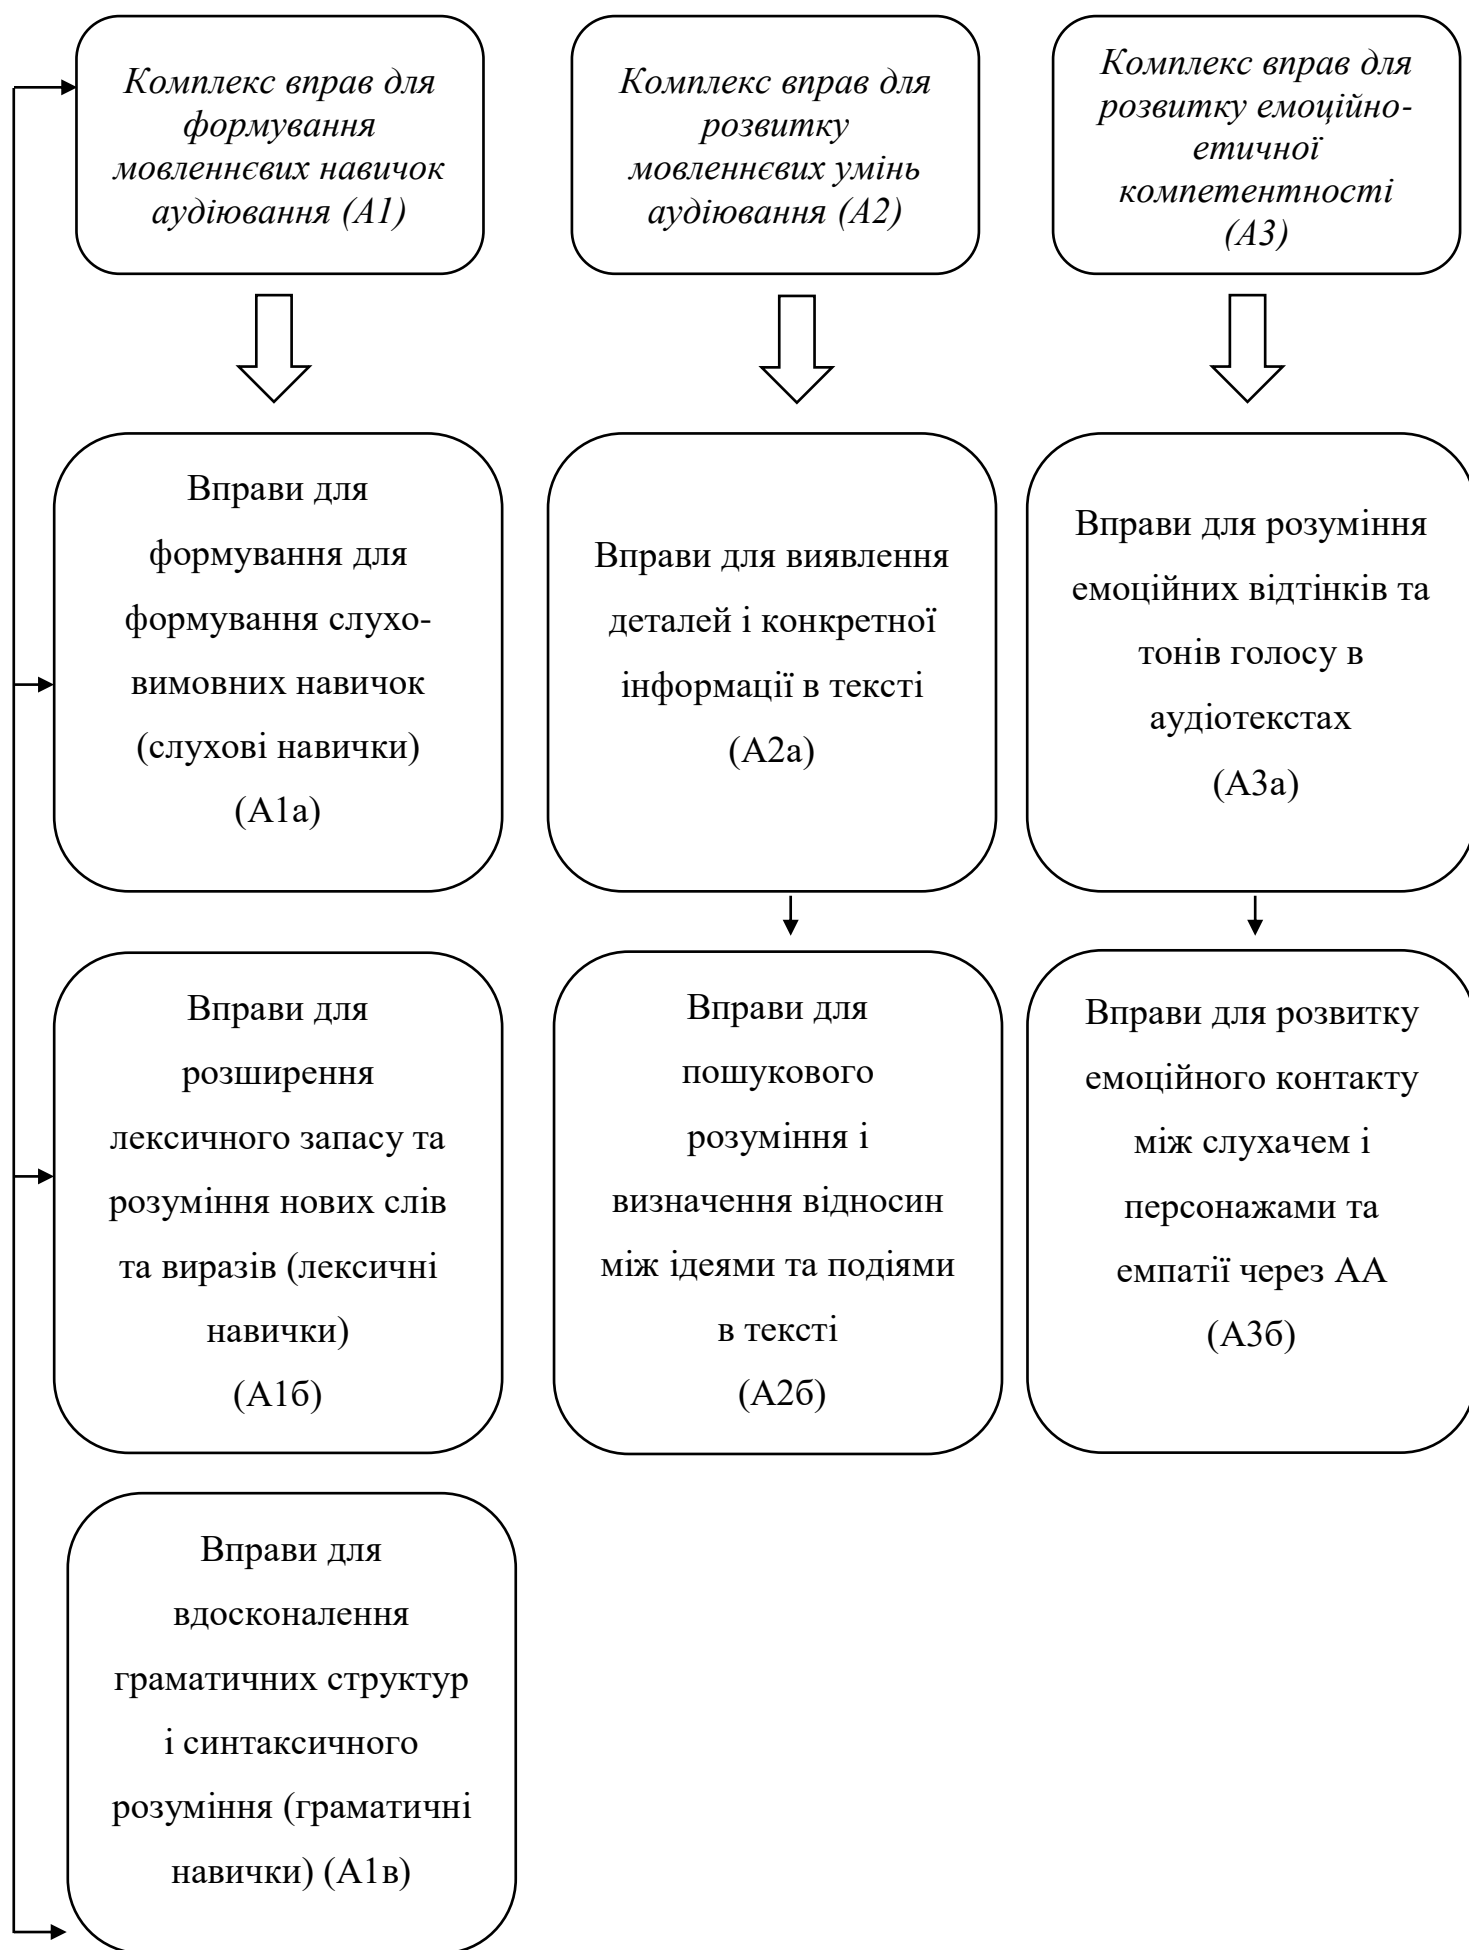 Комплекс вправ для
формування
мовленнєвих навичок
аудіювання (А1)
Комплекс вправ для
розвитку
мовленнєвих умінь
аудіювання (А2)
Комплекс вправ для
розвитку емоційно-
етичної
компетентності
(А3)
Вправи для
формування для
формування слухо-
вимовних навичок
(слухові навички)
(А1а)
Вправи для виявлення
деталей і конкретної
інформації в тексті
(А2а)
Вправи для розуміння
емоційних відтінків та
тонів голосу в
аудіотекстах
(А3а)
Вправи для
розширення
лексичного запасу та
розуміння нових слів
та виразів (лексичні
навички)
(А1б)
Вправи для
пошукового
розуміння і
визначення відносин
між ідеями та подіями
в тексті
(А2б)
Вправи для розвитку
емоційного контакту
між слухачем і
персонажами та
емпатії через АА
(А3б)
Вправи для
вдосконалення
граматичних структур
і синтаксичного
розуміння (граматичні
навички) (А1в)